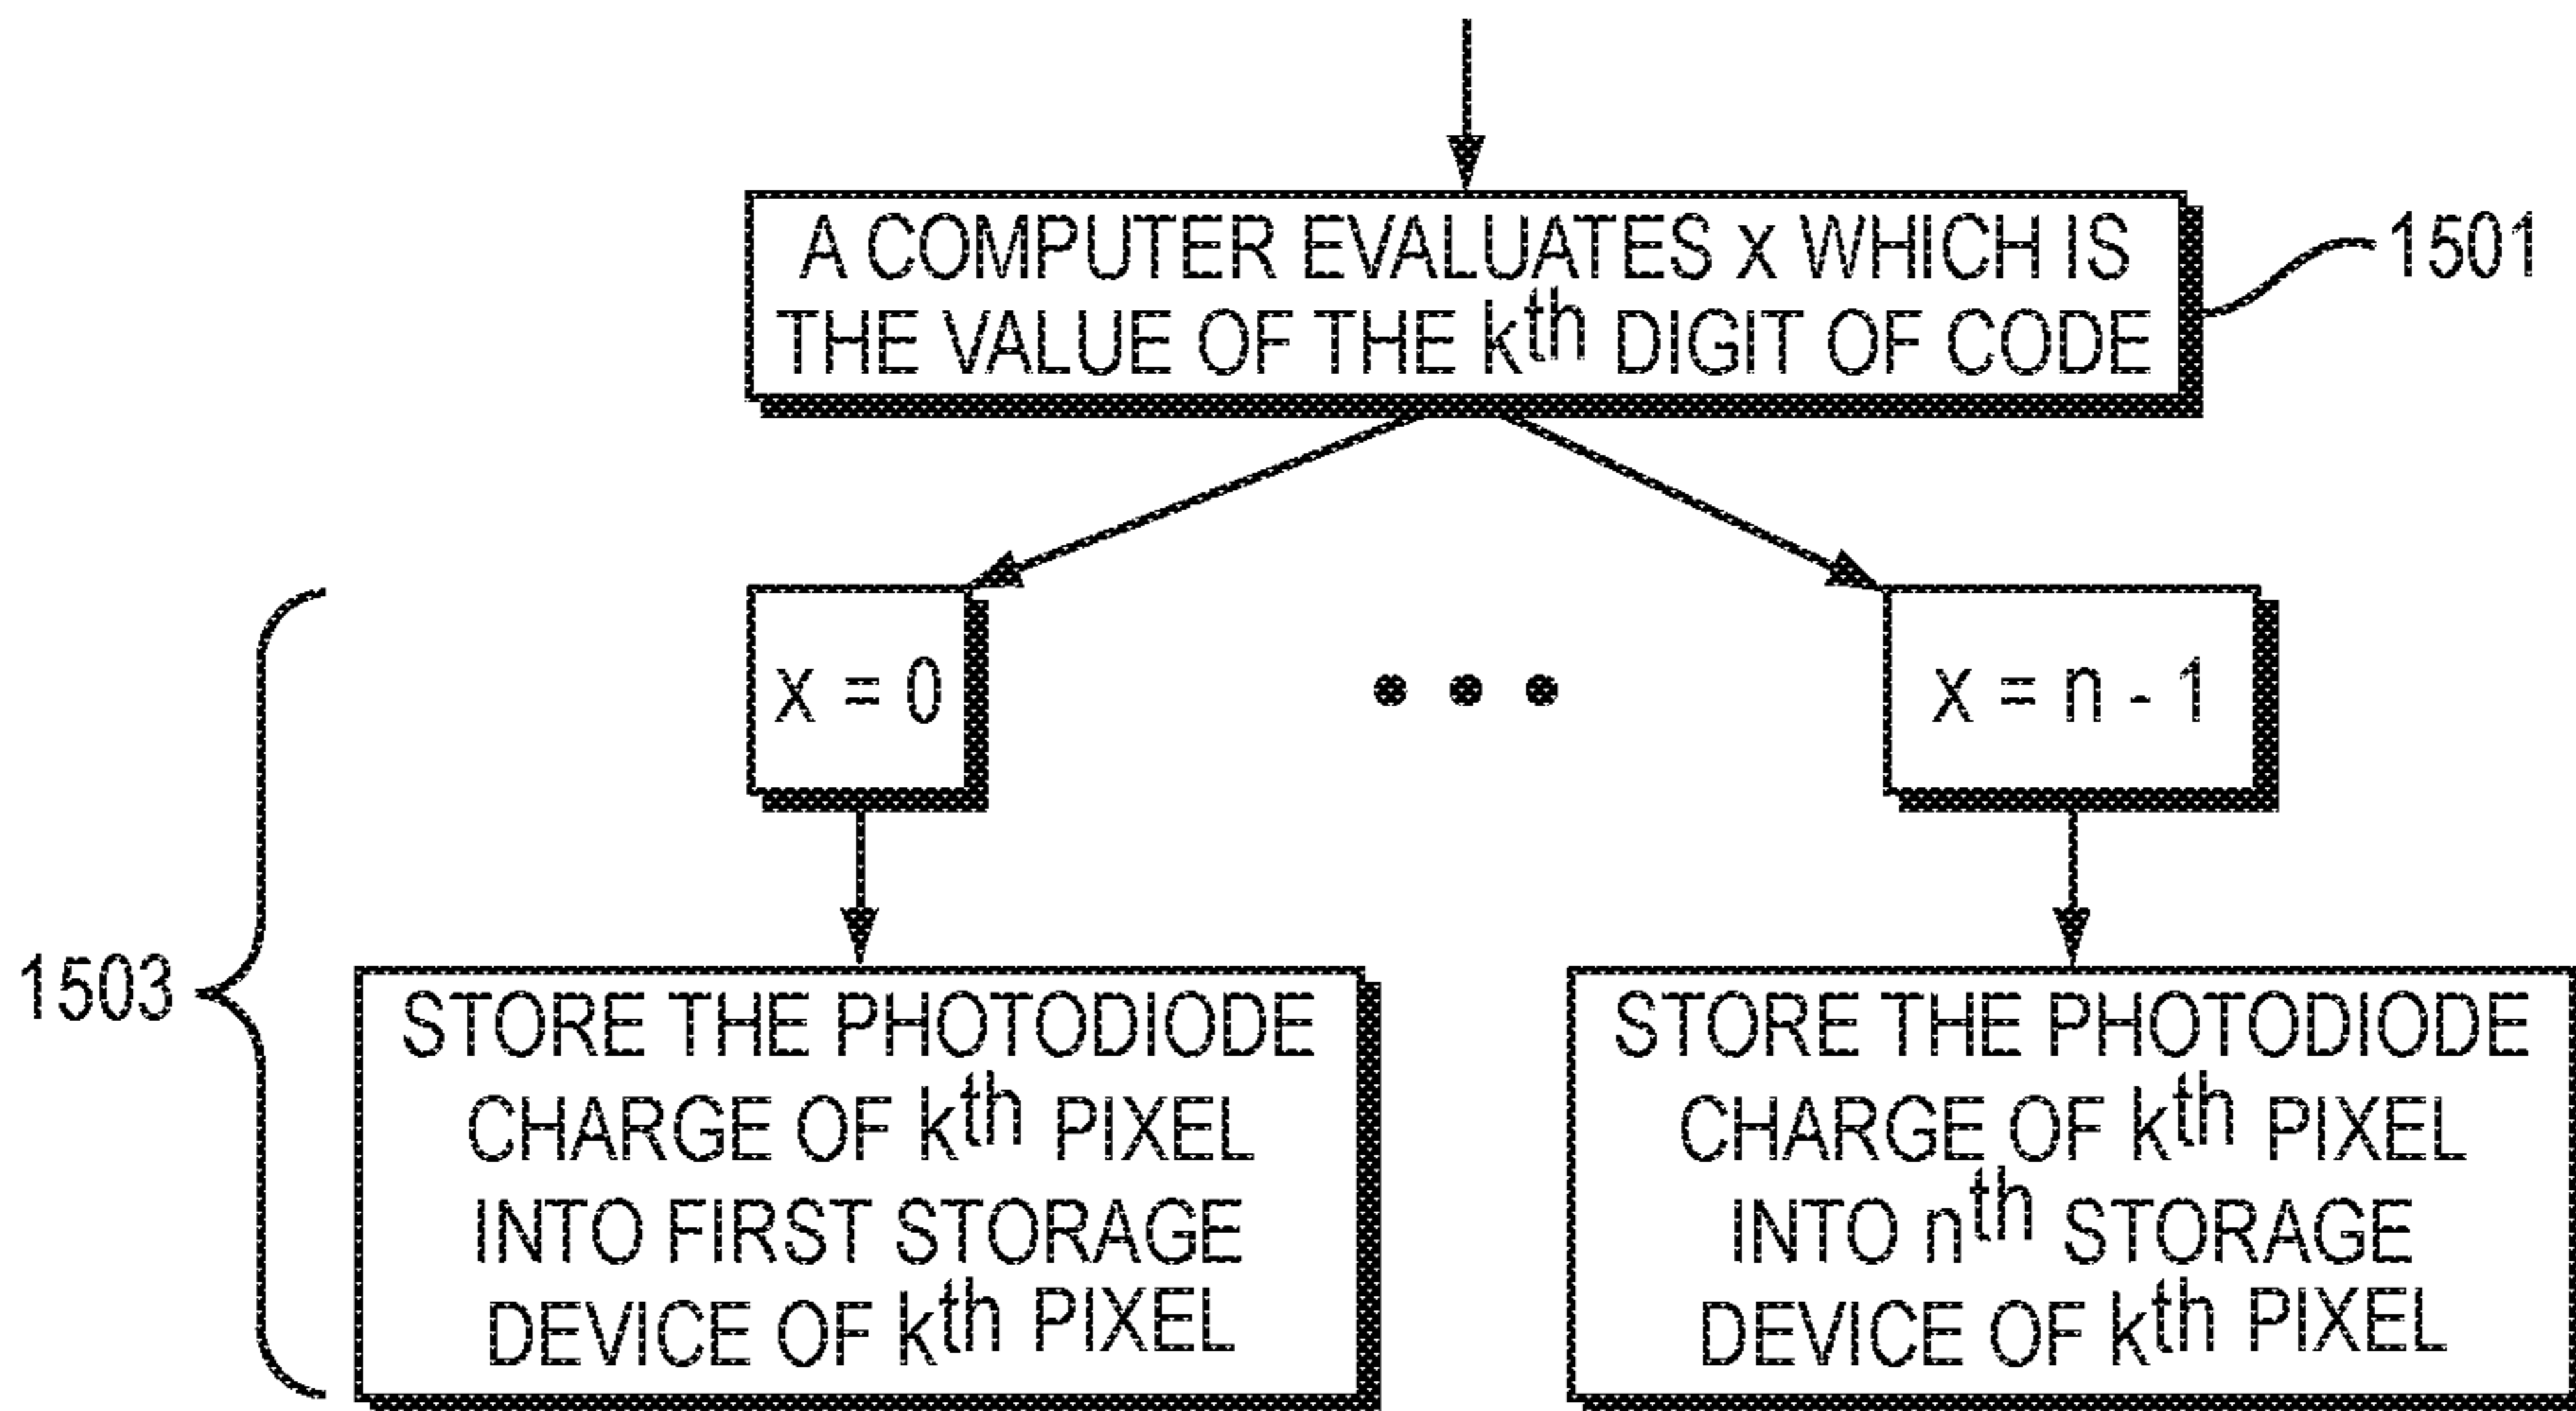 A COMPUTER EVALUATES x WHICH IS
THE VALUE OF THE kth DIGIT OF CODE
1501
x = 0
• • •
x = n - 1
1503
STORE THE PHOTODIODE
CHARGE OF kth PIXEL
INTO FIRST STORAGE
DEVICE OF kth PIXEL
STORE THE PHOTODIODE
CHARGE OF kth PIXEL
INTO nth STORAGE
DEVICE OF kth PIXEL